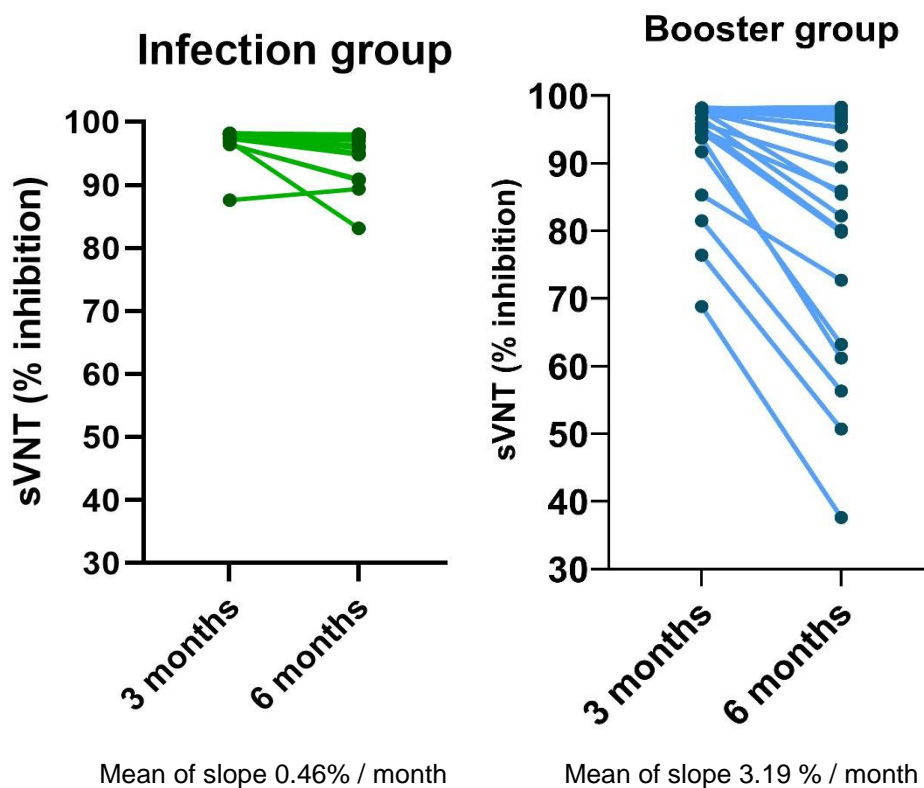 Infection group
sVNT (% inhibition)
100
90
80
70
60
50
40
30
3 months
6 months
Mean of slope 0.46% / month
Booster group
sVNT (% inhibition)
100
90
80
70
60
50
40
30
3 months
6 months
Mean of slope 3.19 % / month